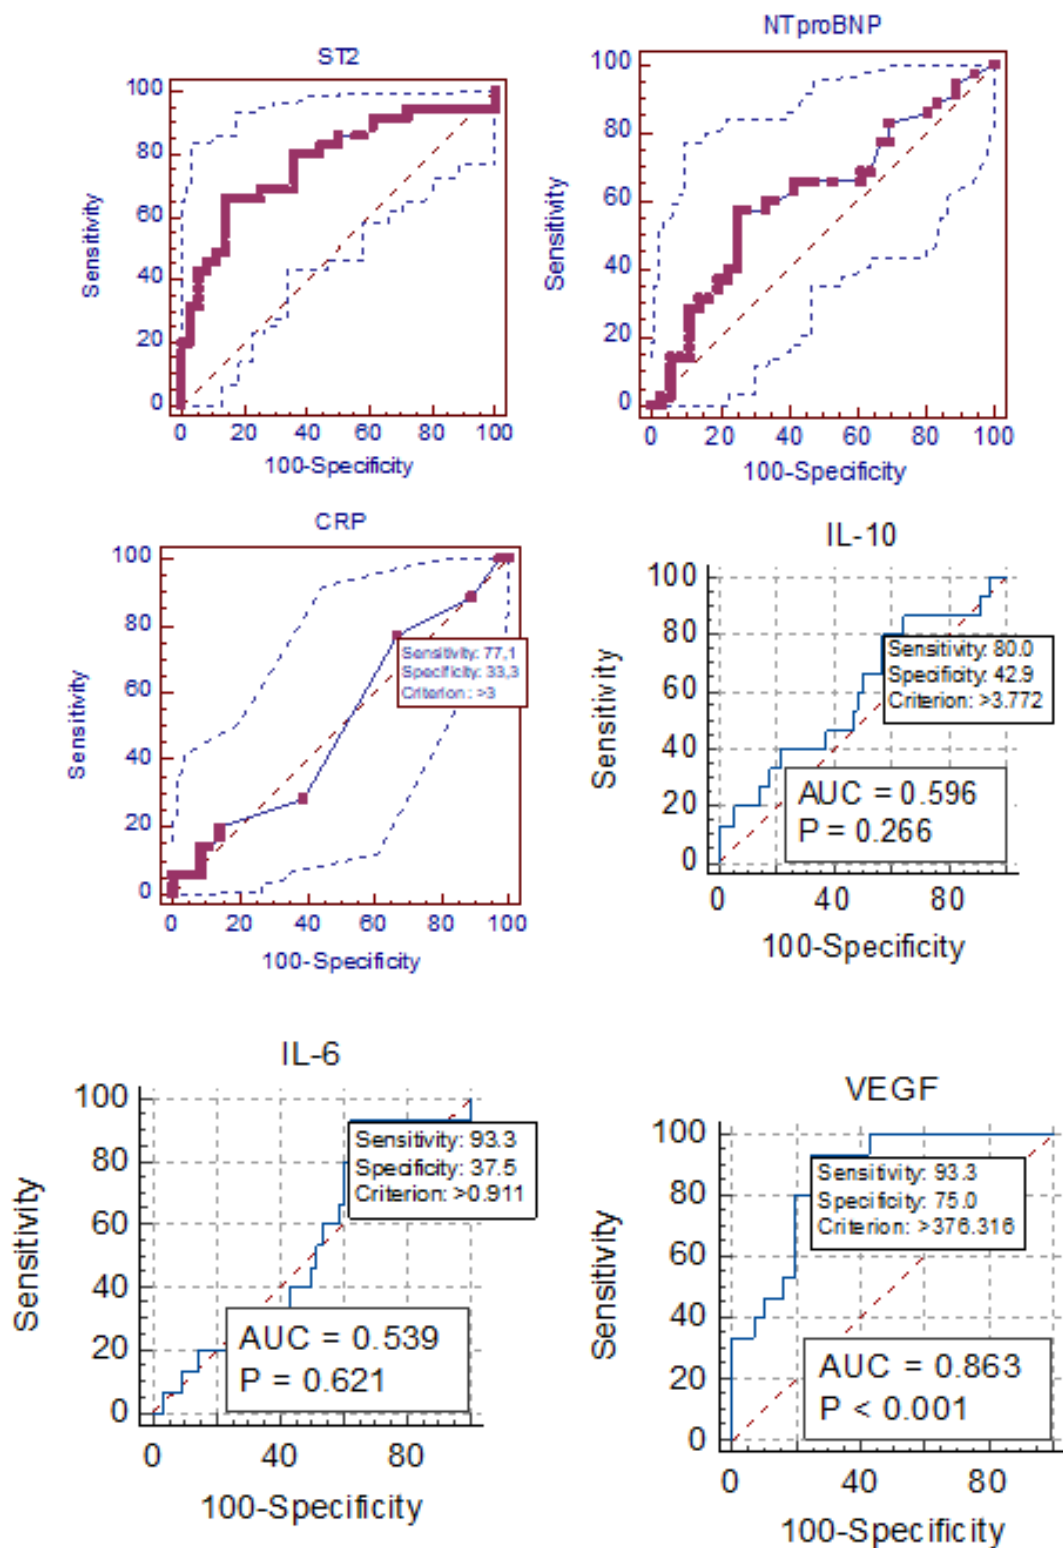 ST2
100
80
60
40
20
0
Sensitivity
0 20 40 60 80 100
100-Specificity
NTproBNP
100
80
60
40
20
0
Sensitivity
0 20 40 60 80 100
100-Specificity
CRP
100
80
60
40
20
0
Sensitivity
Sensitivity: 77,1
Specificity: 33,3
Criterion : >3
0 20 40 60 80 100
100-Specificity
IL-10
100
80
60
40
20
0
Sensitivity
Sensitivity: 80.0
Specificity: 42.9
Criterion: >3.772
AUC = 0.596
P = 0.266
0 40 80
100-Specificity
IL-6
100
80
60
40
20
0
Sensitivity
Sensitivity: 93.3
Specificity: 37.5
Criterion: >0.911
AUC = 0.539
P = 0.621
0 40 80
100-Specificity
VEGF
100
80
60
40
20
0
Sensitivity
Sensitivity: 93.3
Specificity: 75.0
Criterion: >376.316
AUC = 0.863
P < 0.001
0 40 80
100-Specificity